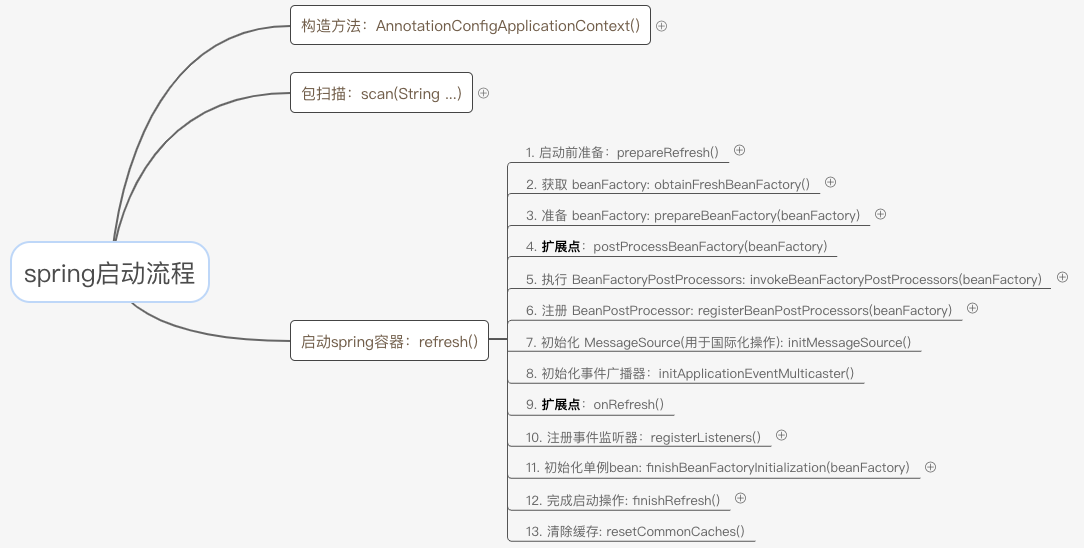 构造方法：AnnotationConfigApplicationContext()
包扫描：scan(String ...)
spring启动流程
启动spring容器：refresh()
1. 启动前准备：prepareRefresh()
2. 获取 beanFactory: obtainFreshBeanFactory()
3. 准备 beanFactory: prepareBeanFactory(beanFactory)
4. 扩展点：postProcessBeanFactory(beanFactory)
5. 执行 BeanFactoryPostProcessors: invokeBeanFactoryPostProcessors(beanFactory)
6. 注册 BeanPostProcessor: registerBeanPostProcessors(beanFactory)
7. 初始化 MessageSource(用于国际化操作): initMessageSource()
8. 初始化事件广播器：initApplicationEventMulticaster()
9. 扩展点：onRefresh()
10. 注册事件监听器：registerListeners()
11. 初始化单例bean: finishBeanFactoryInitialization(beanFactory)
12. 完成启动操作: finishRefresh()
13. 清除缓存: resetCommonCaches()